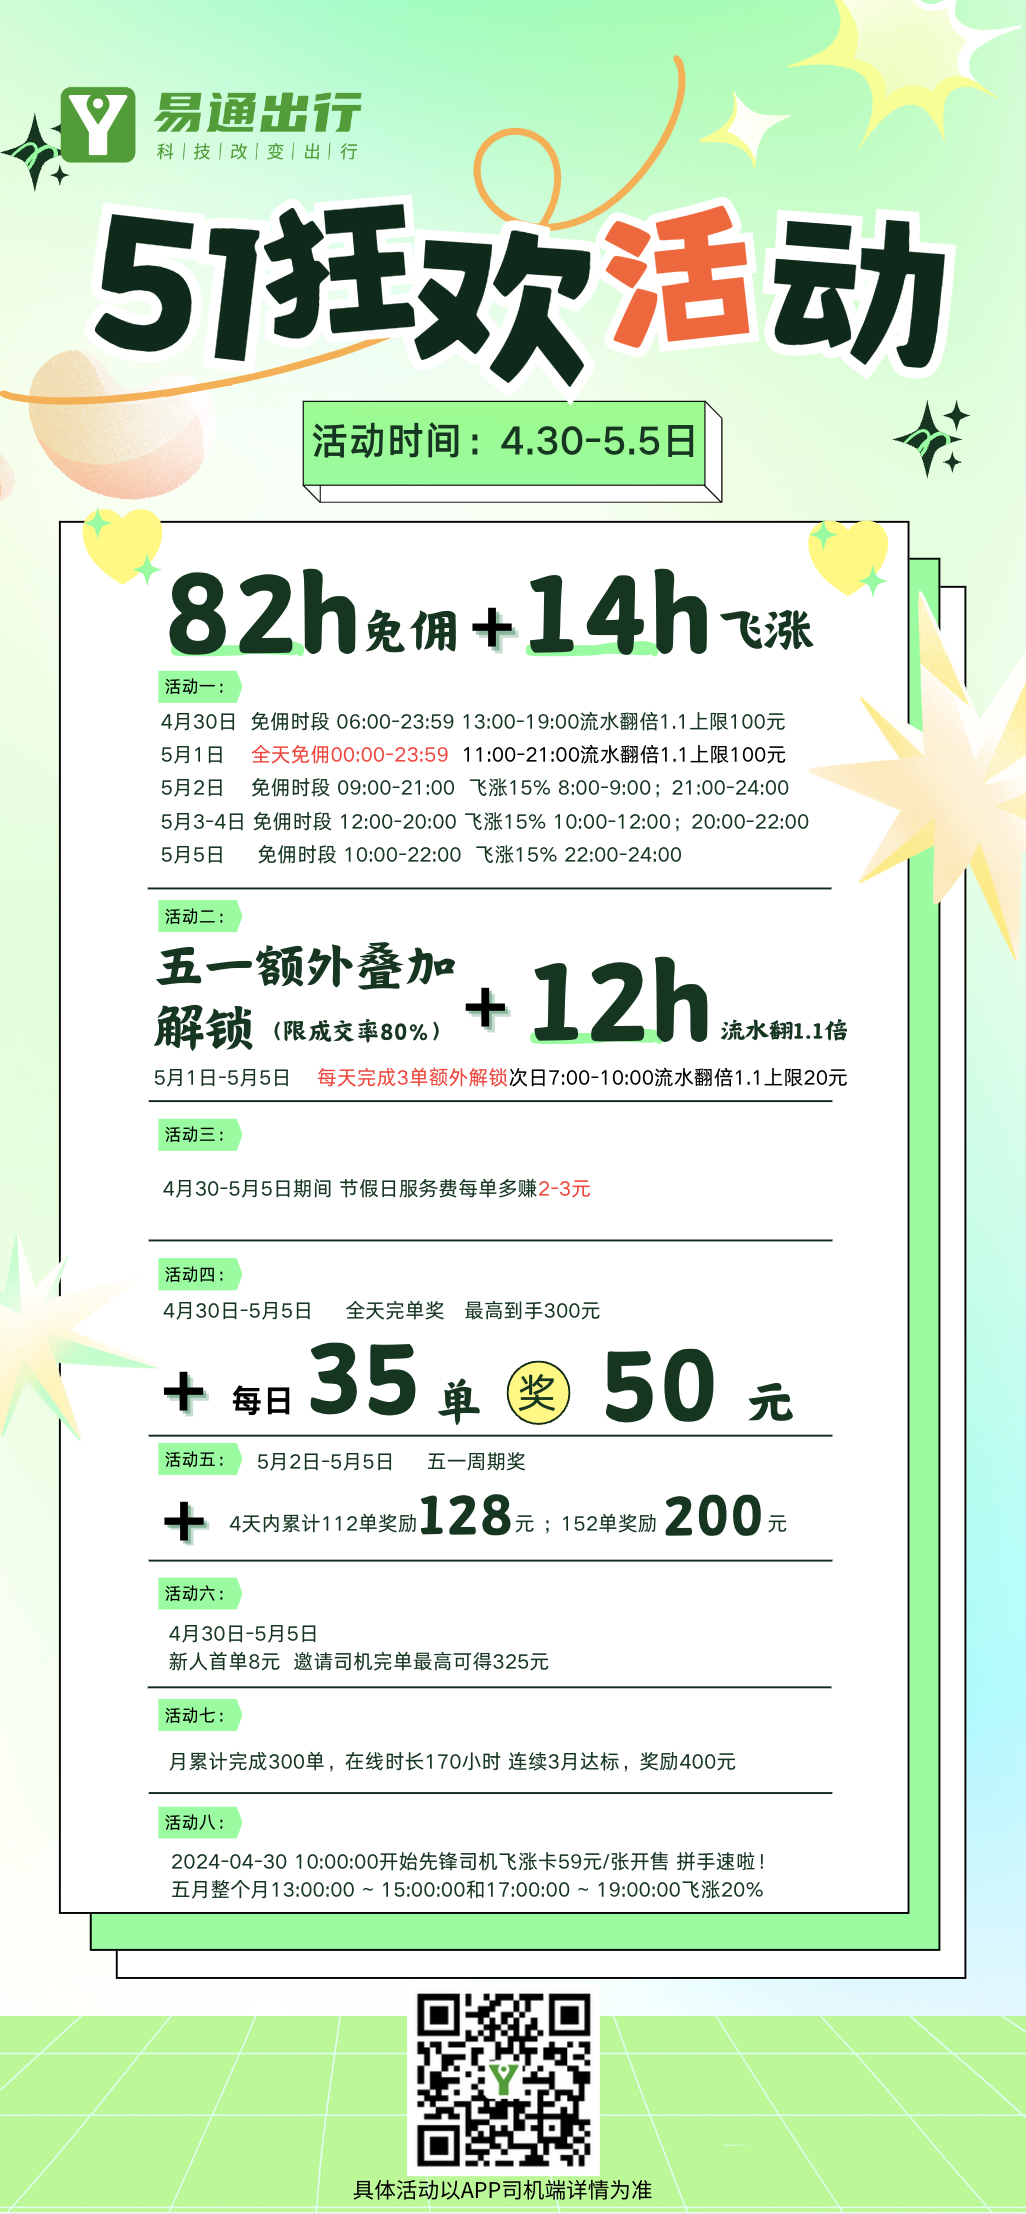 易通出行
科|技|改|变|出|行
51狂欢活动
活动时间：4.30-5.5日
82h免佣+14h飞涨
活动一：
4月30日 免佣时段 06:00-23:59 13:00-19:00流水翻倍1.1上限100元
5月1日 全天免佣00:00-23:59 11:00-21:00流水翻倍1.1上限100元
5月2日 免佣时段 09:00-21:00 飞涨15% 8:00-9:00；21:00-24:00
5月3-4日 免佣时段 12:00-20:00 飞涨15% 10:00-12:00；20:00-22:00
5月5日 免佣时段 10:00-22:00 飞涨15% 22:00-24:00
活动二：
五一额外叠加
解锁（限成交率80%）+12h流水翻1.1倍
5月1日-5月5日 每天完成3单额外解锁次日7:00-10:00流水翻倍1.1上限20元
活动三：
4月30-5月5日期间 节假日服务费每单多赚2-3元
活动四：
4月30日-5月5日 全天完单奖 最高到手300元
+ 每日 35 单 奖 50 元
活动五： 5月2日-5月5日 五一周期奖
+ 4天内累计112单奖励128元；152单奖励200元
活动六：
4月30日-5月5日
新人首单8元 邀请司机完单最高可得325元
活动七：
月累计完成300单，在线时长170小时 连续3月达标，奖励400元
活动八：
2024-04-30 10:00:00开始先锋司机飞涨卡59元/张开售 拼手速啦！
五月整个月13:00:00 ~ 15:00:00和17:00:00 ~ 19:00:00飞涨20%
具体活动以APP司机端详情为准